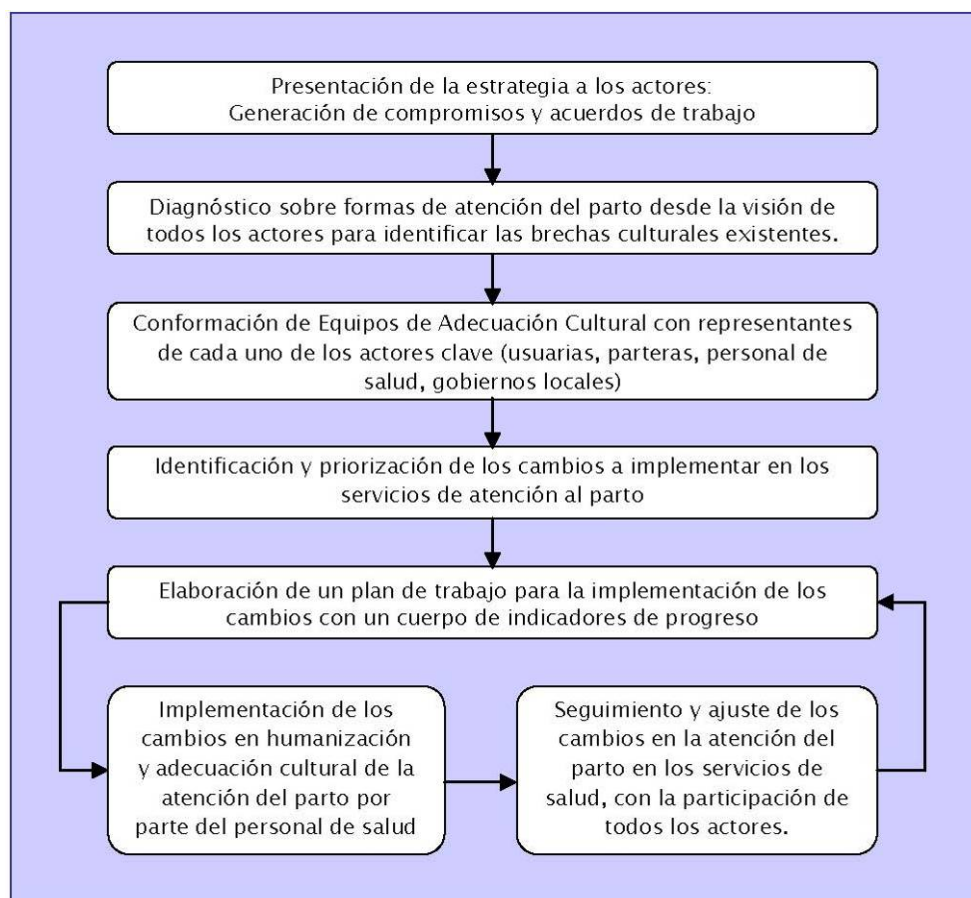 Presentación de la estrategia a los actores:
Generación de compromisos y acuerdos de trabajo
Diagnóstico sobre formas de atención del parto desde la visión de
todos los actores para identificar las brechas culturales existentes.
Conformación de Equipos de Adecuación Cultural con representantes
de cada uno de los actores clave (usuarias, parteras, personal de
salud, gobiernos locales)
Identificación y priorización de los cambios a implementar en los
servicios de atención al parto
Elaboración de un plan de trabajo para la implementación de los
cambios con un cuerpo de indicadores de progreso
Implementación de los
cambios en humanización
y adecuación cultural de la
atención del parto por
parte del personal de salud
Seguimiento y ajuste de los
cambios en la atención del
parto en los servicios de
salud, con la participación de
todos los actores.